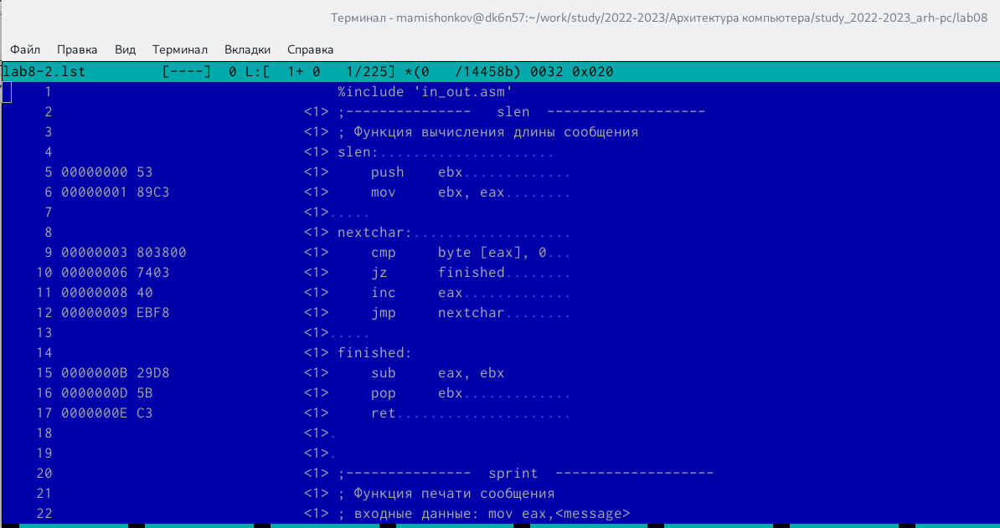 Терминал - mamishonkov@dk6n57:~/work/study/2022-2023/Архитектура компьютера/study_2022-2023_arh-pc/lab08
Файл Правка Вид Терминал Вкладки Справка
lab8-2.lst [----] 0 L:[ 1+ 0 1/225] *(0 /14458b) 0032 0x020
1 %include 'in_out.asm'
2 <1> ;--------------- slen -------------------
3 <1> ; Функция вычисления длины сообщения
4 <1> slen:.....................
5 00000000 53 <1> push ebx.............
6 00000001 89C3 <1> mov ebx, eax........
7 <1>.....
8 <1> nextchar:...................
9 00000003 803800 <1> cmp byte [eax], 0...
10 00000006 7403 <1> jz finished........
11 00000008 40 <1> inc eax.............
12 00000009 EBF8 <1> jmp nextchar........
13 <1>.....
14 <1> finished:
15 0000000B 29D8 <1> sub eax, ebx
16 0000000D 5B <1> pop ebx.............
17 0000000E C3 <1> ret.....................
18 <1>.
19 <1>.
20 <1> ;--------------- sprint -------------------
21 <1> ; Функция печати сообщения
22 <1> ; входные данные: mov eax,<message>